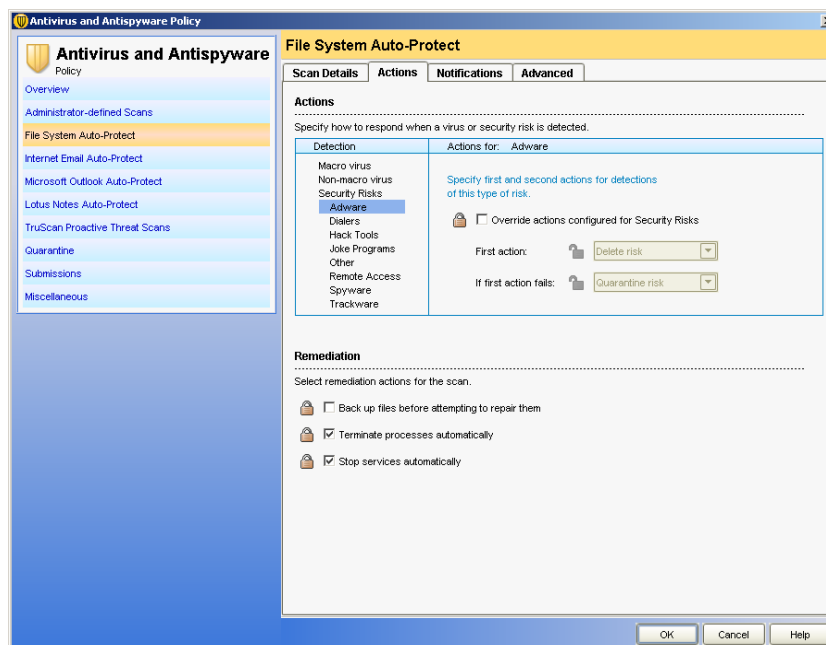 Antivirus and Antispyware Policy
Antivirus and Antispyware
Policy
Overview
Administrator-defined Scans
File System Auto-Protect
Internet Email Auto-Protect
Microsoft Outlook Auto-Protect
Lotus Notes Auto-Protect
TruScan Proactive Threat Scans
Quarantine
Submissions
Miscellaneous
File System Auto-Protect
Scan Details Actions Notifications Advanced
Actions
Specify how to respond when a virus or security risk is detected.
Detection
Macro virus
Non-macro virus
Security Risks
Adware
Dialers
Hack Tools
Joke Programs
Other
Remote Access
Spyware
Trackware
Actions for: Adware
Specify first and second actions for detections
of this type of risk.
Override actions configured for Security Risks
First action: Delete risk
If first action fails: Quarantine risk
Remediation
Select remediation actions for the scan.
Back up files before attempting to repair them
Terminate processes automatically
Stop services automatically
OK Cancel Help